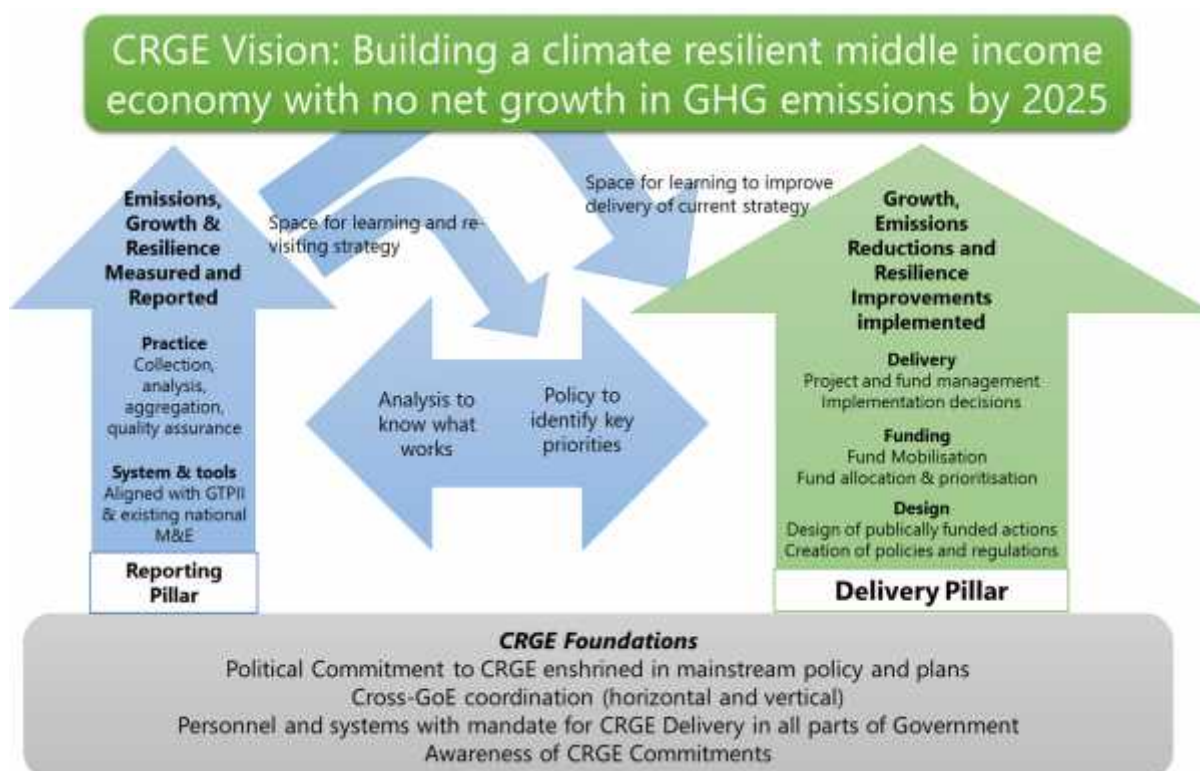 CRGE Vision: Building a climate resilient middle income
economy with no net growth in GHG emissions by 2025
Emissions,
Growth &
Resilience
Measured and
Reported
Practice
Collection,
analysis,
aggregation,
quality assurance
System & tools
Aligned with GTPII
& existing national
M&E
Reporting
Pillar
Space for learning and re-
visiting strategy
Space for learning to improve
delivery of current strategy
Analysis to
know what
works
Policy to
identify key
priorities
Growth,
Emissions
Reductions and
Resilience
Improvements
implemented
Delivery
Project and fund management
Implementation decisions
Funding
Fund Mobilisation
Fund allocation & prioritisation
Design
Design of publically funded actions
Creation of policies and regulations
Delivery Pillar
CRGE Foundations
Political Commitment to CRGE enshrined in mainstream policy and plans
Cross-GoE coordination (horizontal and vertical)
Personnel and systems with mandate for CRGE Delivery in all parts of Government
Awareness of CRGE Commitments